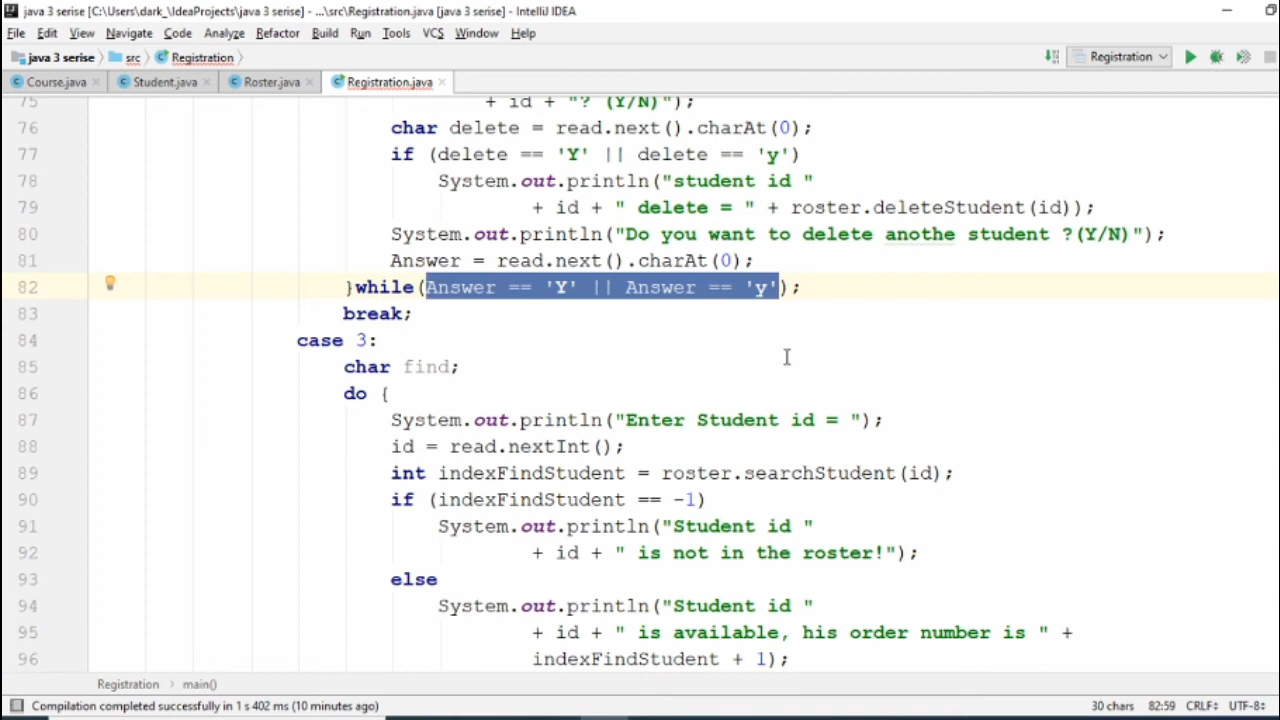 java 3 serise [C:\Users\dark_\IdeaProjects\java 3 serise] - ...\src\Registration.java [java 3 serise] - IntelliJ IDEA
File Edit View Navigate Code Analyze Refactor Build Run Tools VCS Window Help
java 3 serise src Registration Registration
Course.java Student.java Roster.java Registration.java
75 + id + "? (Y/N)");
76 char delete = read.next().charAt(0);
77 if (delete == 'Y' || delete == 'y')
78 System.out.println("student id "
79 + id + " delete = " + roster.deleteStudent(id));
80 System.out.println("Do you want to delete anothe student ?(Y/N)");
81 Answer = read.next().charAt(0);
82 }while(Answer == 'Y' || Answer == 'y');
83 break;
84 case 3:
85 char find;
86 do {
87 System.out.println("Enter Student id = ");
88 id = read.nextInt();
89 int indexFindStudent = roster.searchStudent(id);
90 if (indexFindStudent == -1)
91 System.out.println("Student id "
92 + id + " is not in the roster!");
93 else
94 System.out.println("Student id "
95 + id + " is available, his order number is " +
96 indexFindStudent + 1);
Registration main()
Compilation completed successfully in 1 s 402 ms (10 minutes ago) 30 chars 82:59 CRLF UTF-8